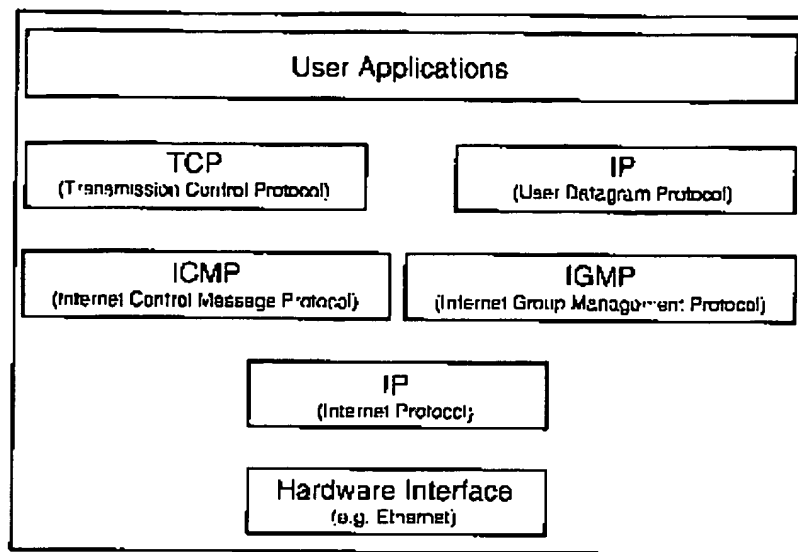 User Applications
TCP
(Transmission Control Protocol)
IP
(User Datagram Protocol)
ICMP
(Internet Control Message Protocol)
IGMP
(Internet Group Management Protocol)
IP
(Internet Protocol)
Hardware Interface
(e.g. Ethernet)